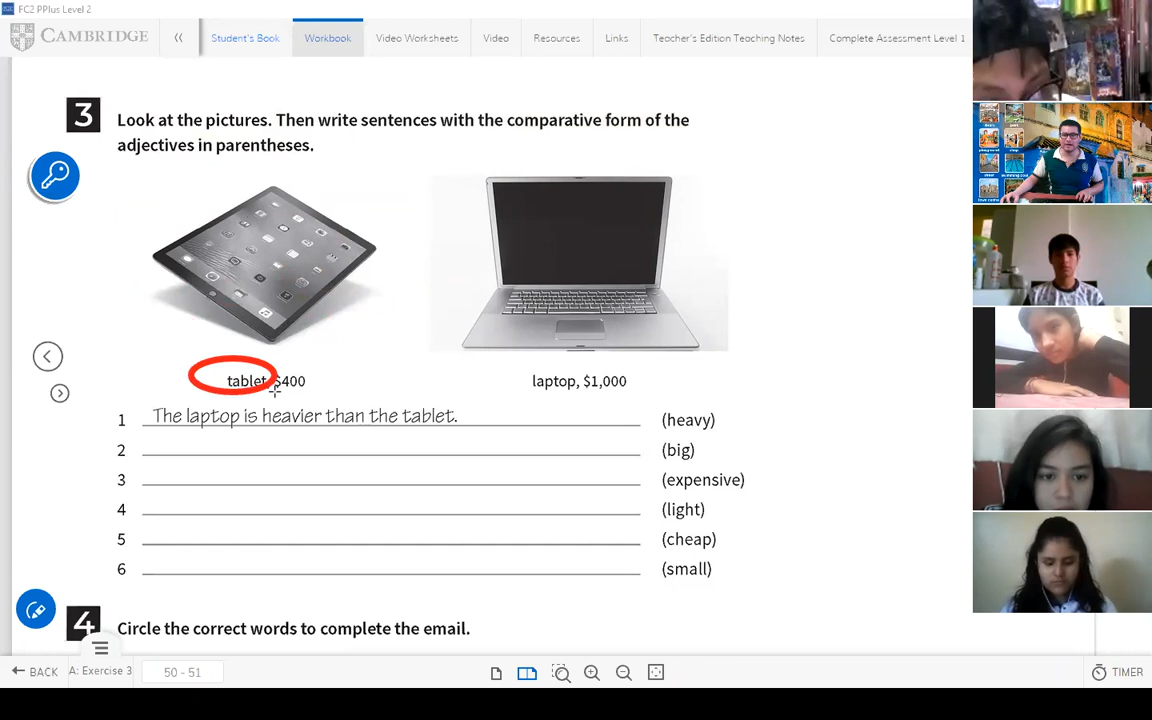 FC2 PPlus Level 2
CAMBRIDGE
Student's Book Workbook Video Worksheets Video Resources Links Teacher's Edition Teaching Notes Complete Assessment Level 1
3 Look at the pictures. Then write sentences with the comparative form of the
adjectives in parentheses.
tablet, $400 laptop, $1,000
1 The laptop is heavier than the tablet. (heavy)
2 (big)
3 (expensive)
4 (light)
5 (cheap)
6 (small)
4 Circle the correct words to complete the email.
BACK A: Exercise 3 50 - 51 TIMER